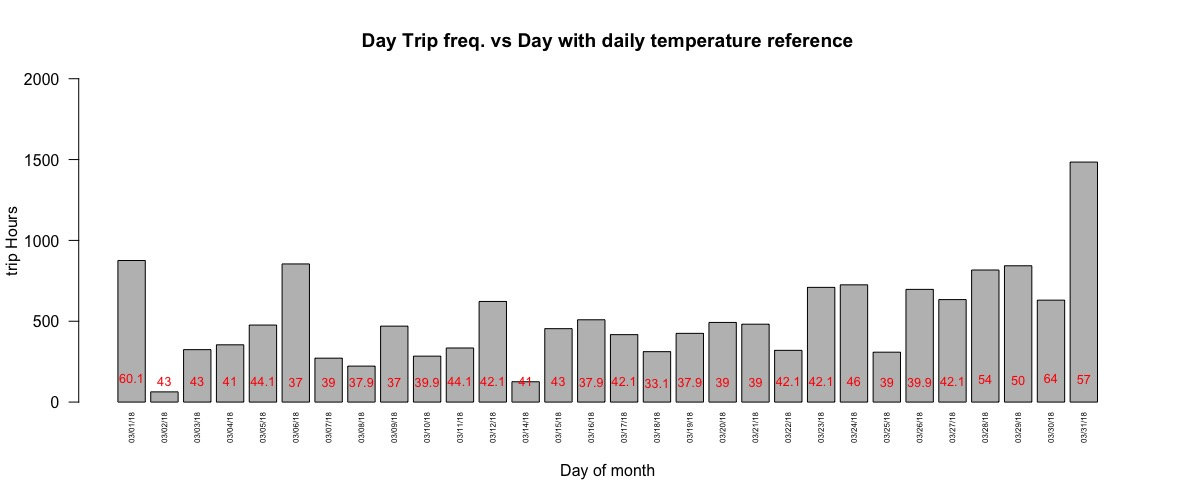 Day Trip freq. vs Day with daily temperature reference
trip Hours
2000
1500
1000
500
0
60.1 43 43 41 44.1 37 39 37.9 37 39.9 44.1 42.1 41 43 37.9 42.1 33.1 37.9 39 39 42.1 42.1 46 39 39.9 42.1 54 50 64 57
03/01/18 03/02/18 03/03/18 03/04/18 03/05/18 03/06/18 03/07/18 03/08/18 03/09/18 03/10/18 03/11/18 03/12/18 03/14/18 03/15/18 03/16/18 03/17/18 03/18/18 03/19/18 03/20/18 03/21/18 03/22/18 03/23/18 03/24/18 03/25/18 03/26/18 03/27/18 03/28/18 03/29/18 03/30/18 03/31/18
Day of month